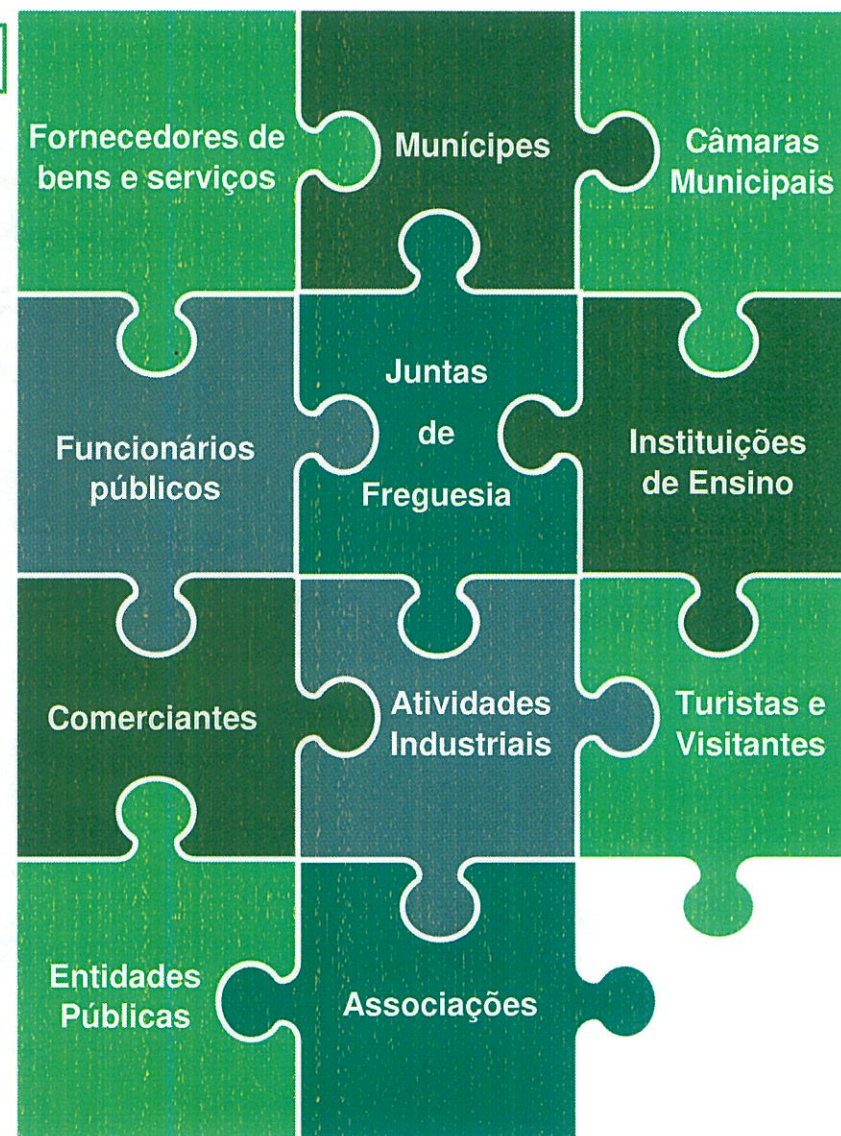 Fornecedores de
bens e serviços
Munícipes
Câmaras
Municipais
Funcionários
públicos
Juntas
de
Freguesia
Instituições
de Ensino
Comerciantes
Atividades
Industriais
Turistas e
Visitantes
Entidades
Públicas
Associações